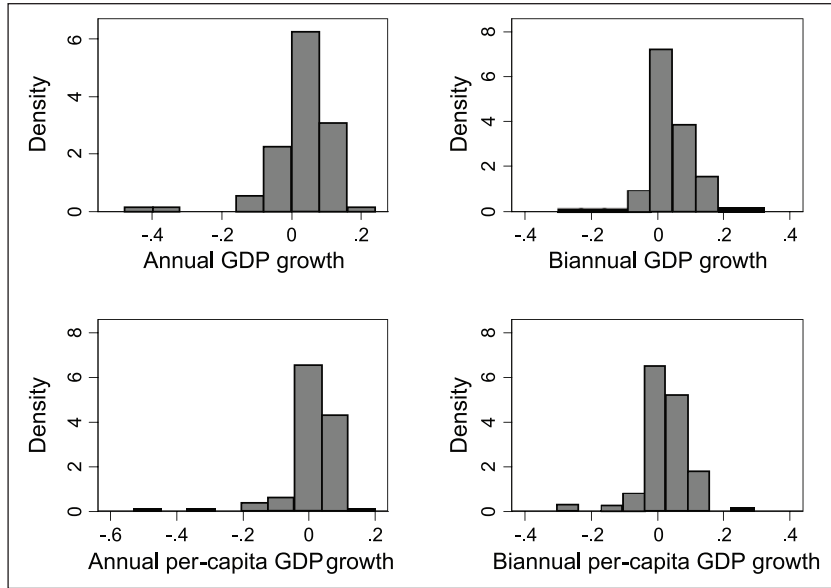 Density
6
4
2
0
-.4 -.2 0 .2
Annual GDP growth
Density
8
6
4
2
0
-.4 -.2 0 .2 .4
Biannual GDP growth
Density
8
6
4
2
0
-.6 -.4 -.2 0 .2
Annual per-capita GDP growth
Density
8
6
4
2
0
-.4 -.2 0 .2 .4
Biannual per-capita GDP growth